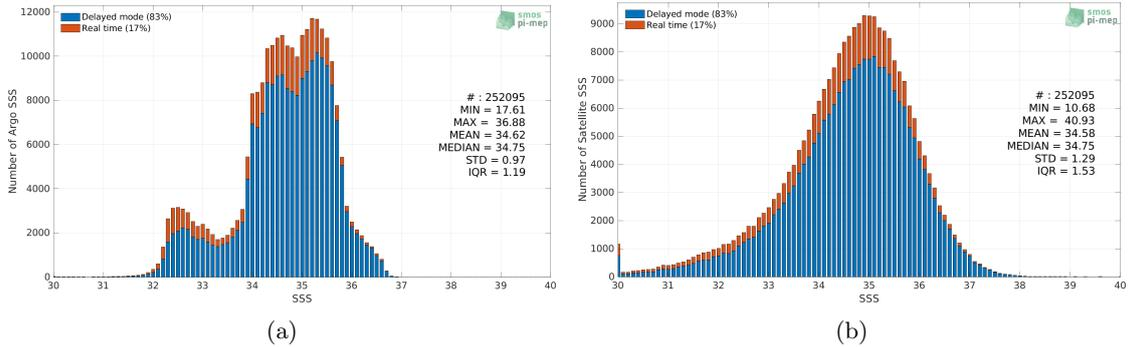 Delayed mode (83%)
Real time (17%)
smos
pi-mep
12000
10000
8000
6000
4000
2000
0
Number of Argo SSS
# : 252095
MIN = 17.61
MAX = 36.88
MEAN = 34.62
MEDIAN = 34.75
STD = 0.97
IQR = 1.19
30 31 32 33 34 35 36 37 38 39 40
SSS
(a)
Delayed mode (83%)
Real time (17%)
smos
pi-mep
9000
8000
7000
6000
5000
4000
3000
2000
1000
0
Number of Satellite SSS
# : 252095
MIN = 10.68
MAX = 40.93
MEAN = 34.58
MEDIAN = 34.75
STD = 1.29
IQR = 1.53
30 31 32 33 34 35 36 37 38 39 40
SSS
(b)